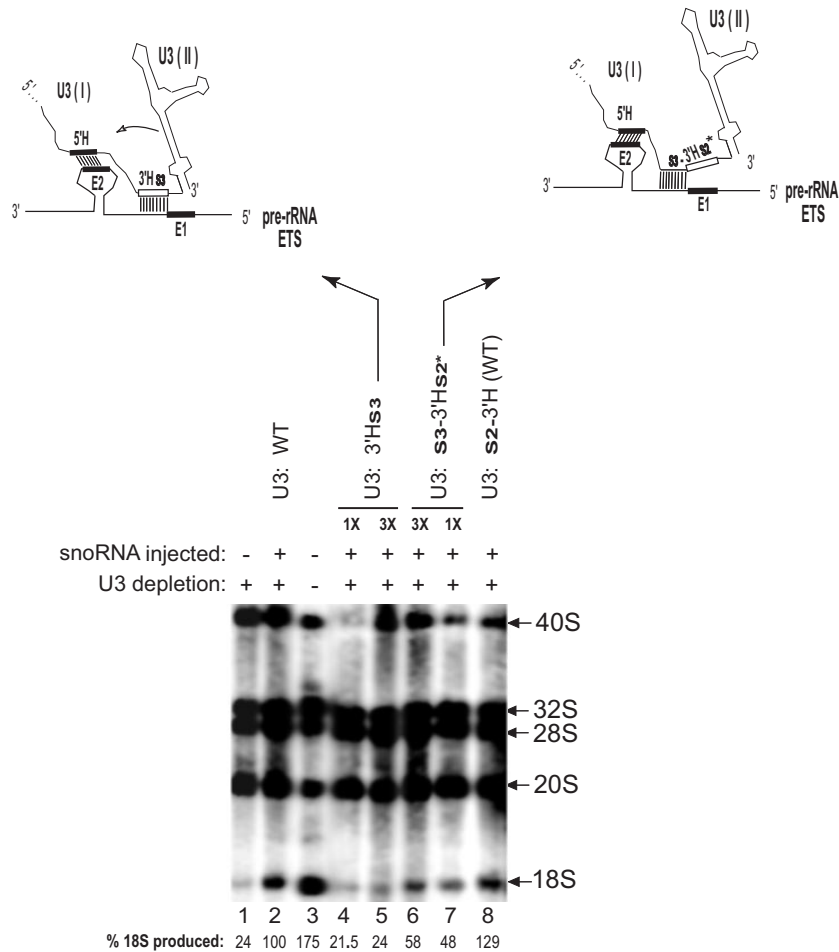 U3 ( II )
U3 ( I )
5'....
5'H
E2
3'H S3
3'
3'
E1
5'
pre-rRNA
ETS
U3 ( II )
U3 ( I )
5'....
5'H
E2
S3 - 3'H S2*
3'
3'
E1
5'
pre-rRNA
ETS
U3: WT
U3: 3'HS3
U3: S3-3'HS2*
U3: S2-3'H (WT)
1X 3X 3X 1X
snoRNA injected: - + - + + + + +
U3 depletion: + + - + + + + +
40S
32S
28S
20S
18S
1 2 3 4 5 6 7 8
% 18S produced: 24 100 175 21.5 24 58 48 129